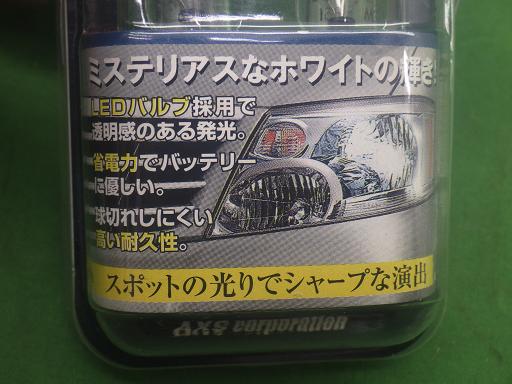 ミステリアスなホワイトの輝き!
LEDバルブ採用で
透明感のある発光。
省電力でバッテリー
に優しい。
球切れしにくい
高い耐久性。
スポットの光りでシャープな演出
AXS corporation